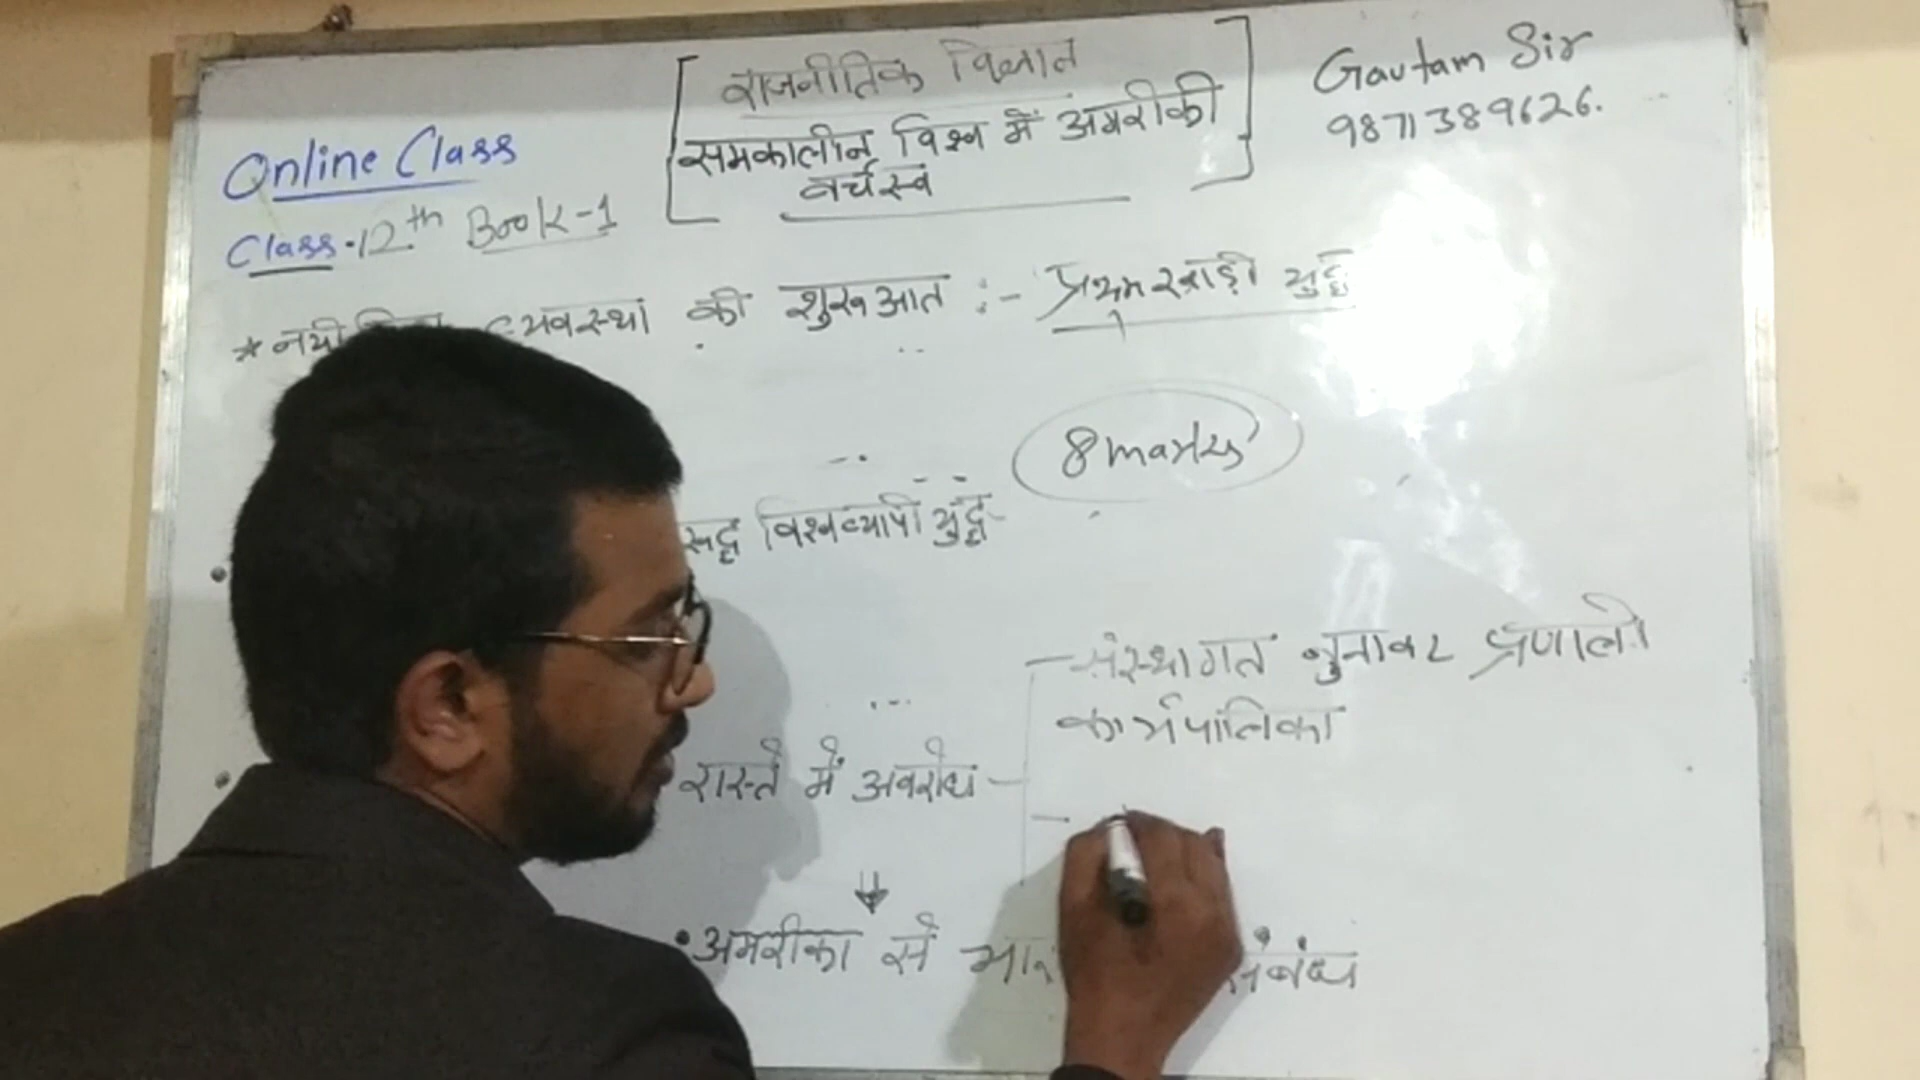 राजनीतिक विज्ञान
समकालीन विश्व में अमरीकी
वर्चस्व
Gautam Sir
9871389626.
Online Class
Class-12th Book-1
* नयी व्यवस्था की शुरूआत :- प्रथम खाड़ी युद्ध
8 marks
विश्वव्यापी युद्ध
संस्थागत प्रणाली
कार्यपालिका
रास्ते में अवरोध
• अमरीका से संबंध